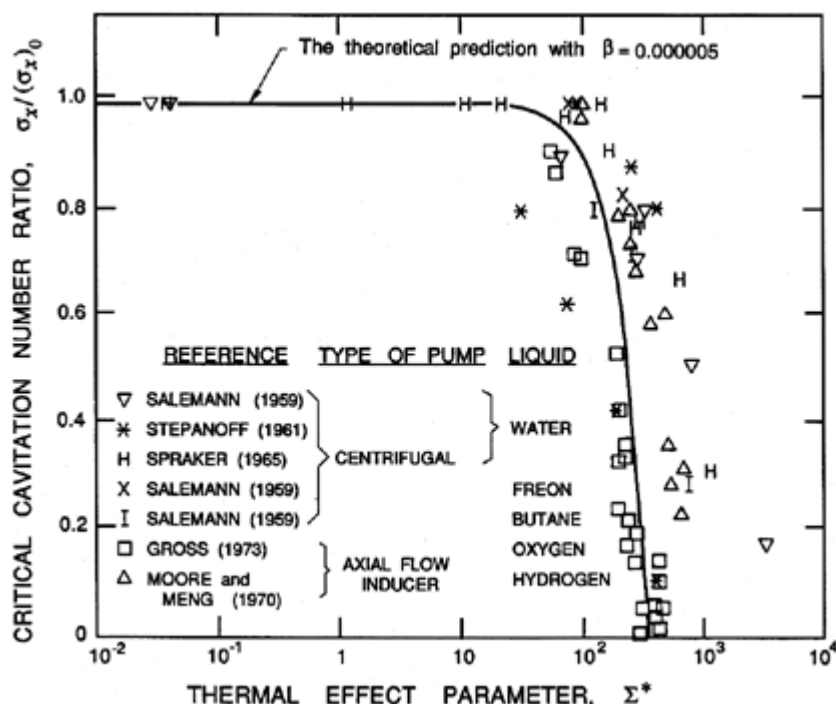 The theoretical prediction with β = 0.000005
CRITICAL CAVITATION NUMBER RATIO, σx/(σx)0
1.0
0.8
0.6
0.4
0.2
0
REFERENCE TYPE OF PUMP LIQUID
SALEMANN (1959)
STEPANOFF (1961)
SPRAKER (1965)
SALEMANN (1959)
SALEMANN (1959)
GROSS (1973)
MOORE and
MENG (1970)
CENTRIFUGAL
AXIAL FLOW
INDUCER
WATER
FREON
BUTANE
OXYGEN
HYDROGEN
10-2 10-1 1 10 102 103 104
THERMAL EFFECT PARAMETER, Σ*